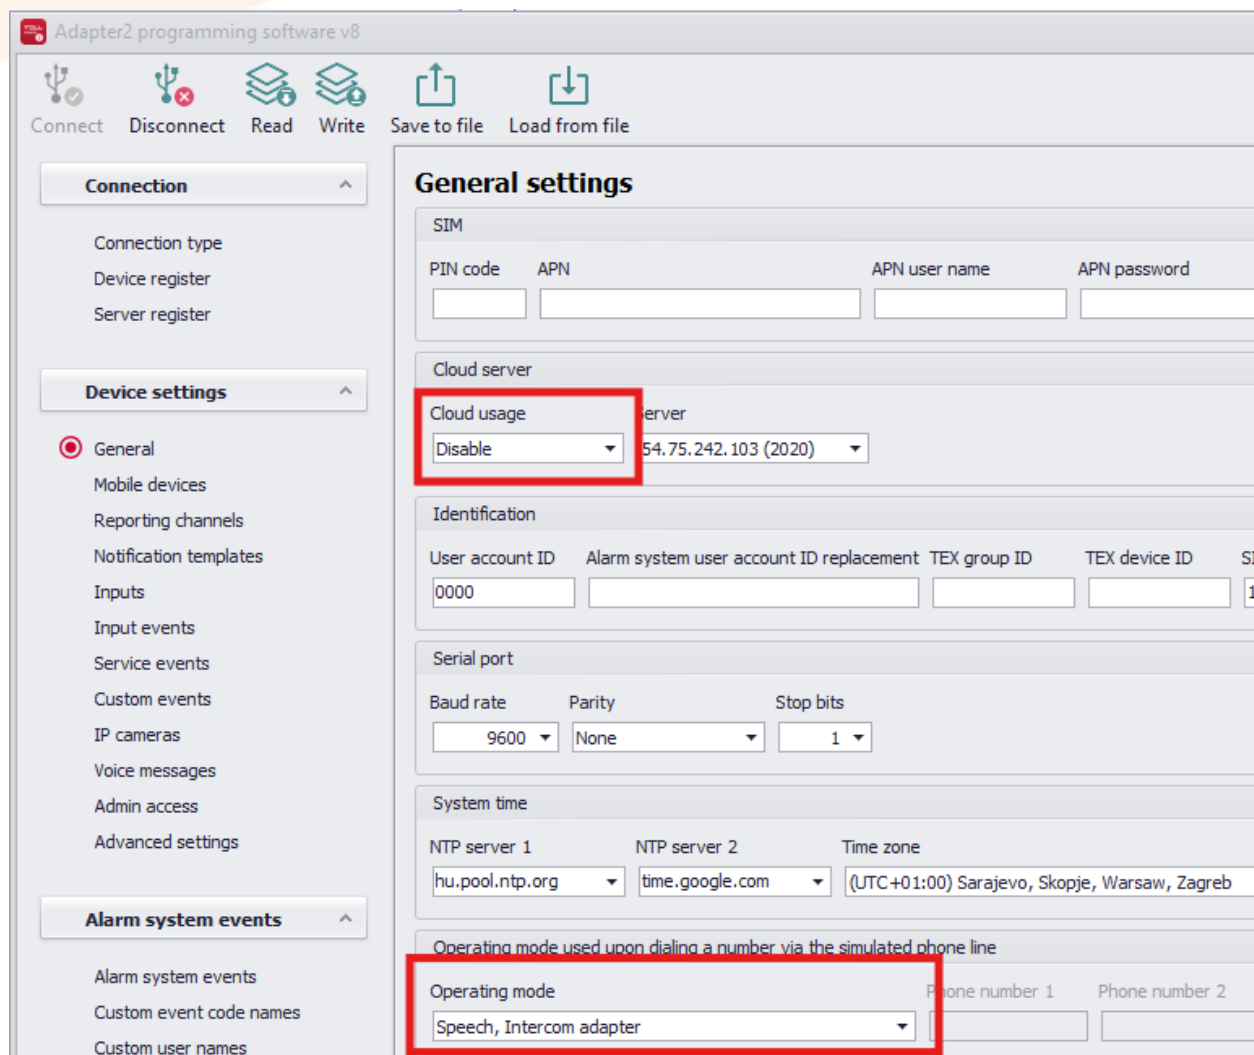 Adapter2 programming software v8
Connect Disconnect Read Write Save to file Load from file
Connection
Connection type
Device register
Server register
Device settings
General
Mobile devices
Reporting channels
Notification templates
Inputs
Input events
Service events
Custom events
IP cameras
Voice messages
Admin access
Advanced settings
Alarm system events
Alarm system events
Custom event code names
Custom user names
General settings
SIM
PIN code APN APN user name APN password
Cloud server
Cloud usage erver
Disable 54.75.242.103 (2020)
Identification
User account ID Alarm system user account ID replacement TEX group ID TEX device ID
0000
Serial port
Baud rate Parity Stop bits
9600 None 1
System time
NTP server 1 NTP server 2 Time zone
hu.pool.ntp.org time.google.com (UTC+01:00) Sarajevo, Skopje, Warsaw, Zagreb
Operating mode used upon dialing a number via the simulated phone line
Operating mode Phone number 1 Phone number 2
Speech, Intercom adapter